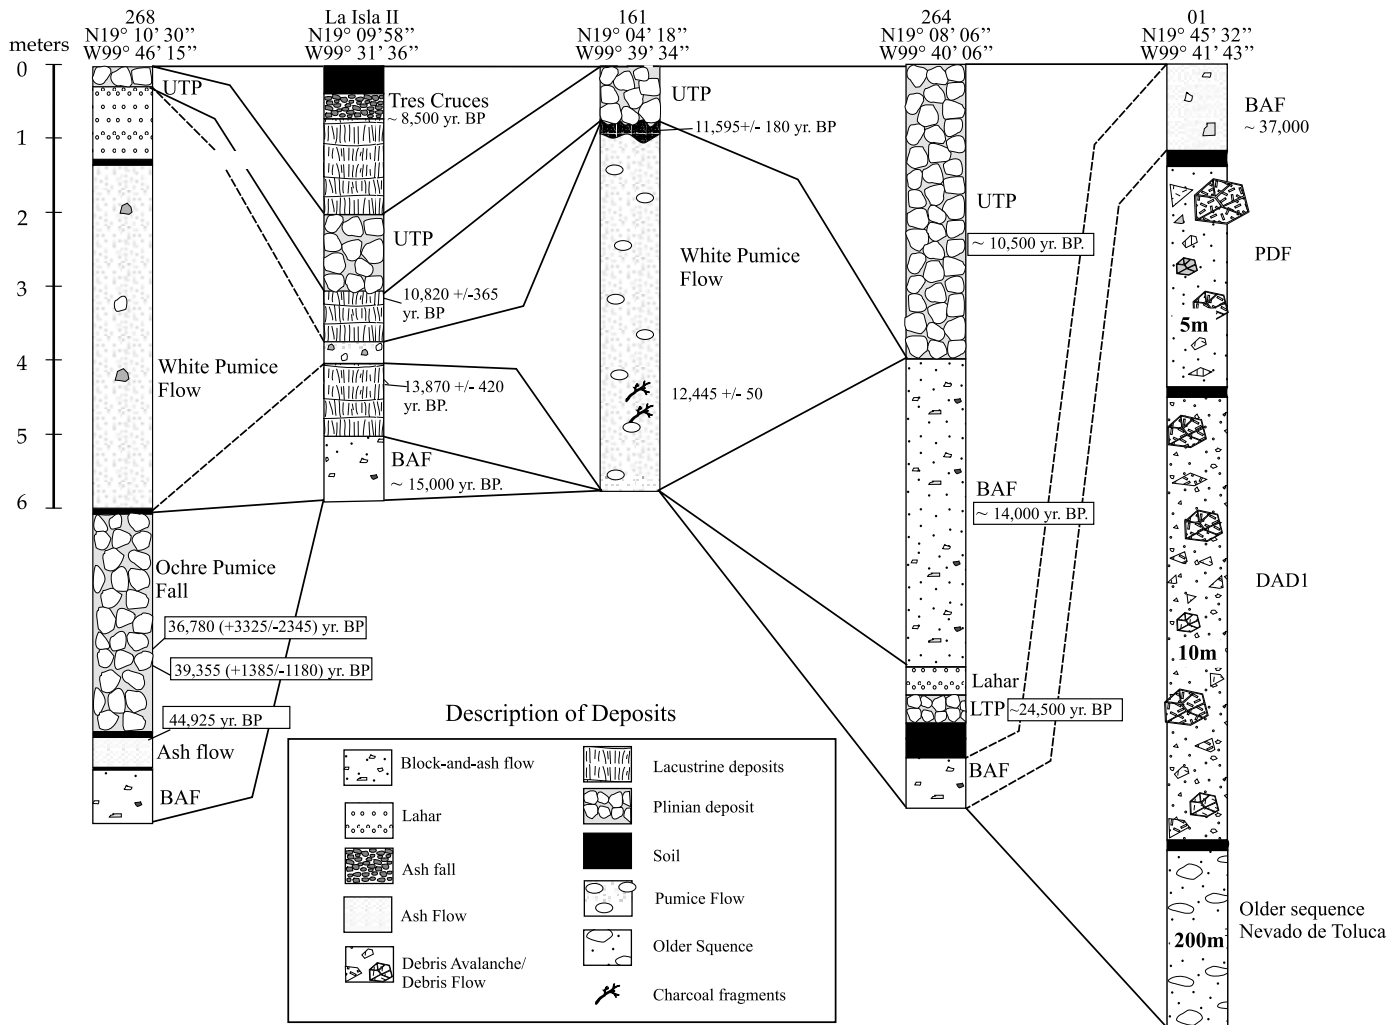 268
N19° 10' 30"
W99° 46' 15"
La Isla II
N19° 09'58"
W99° 31' 36"
161
N19° 04' 18"
W99° 39' 34"
264
N19° 08' 06"
W99° 40' 06"
01
N19° 45' 32"
W99° 41' 43"
meters
0
1
2
3
4
5
6
UTP
White Pumice
Flow
Ochre Pumice
Fall
36,780 (+3325/-2345) yr. BP
39,355 (+1385/-1180) yr. BP
44,925 yr. BP
Ash flow
BAF
Tres Cruces
~ 8,500 yr. BP
UTP
10,820 +/-365
yr. BP
13,870 +/- 420
yr. BP.
BAF
~ 15,000 yr. BP.
UTP
11,595+/- 180 yr. BP
White Pumice
Flow
12,445 +/- 50
UTP
~ 10,500 yr. BP.
BAF
~ 14,000 yr. BP.
Lahar
LTP
~24,500 yr. BP
BAF
BAF
~ 37,000
PDF
5m
DAD1
10m
Older sequence
Nevado de Toluca
200m
Description of Deposits
Block-and-ash flow
Lahar
Ash fall
Ash Flow
Debris Avalanche/
Debris Flow
Lacustrine deposits
Plinian deposit
Soil
Pumice Flow
Older Squence
Charcoal fragments